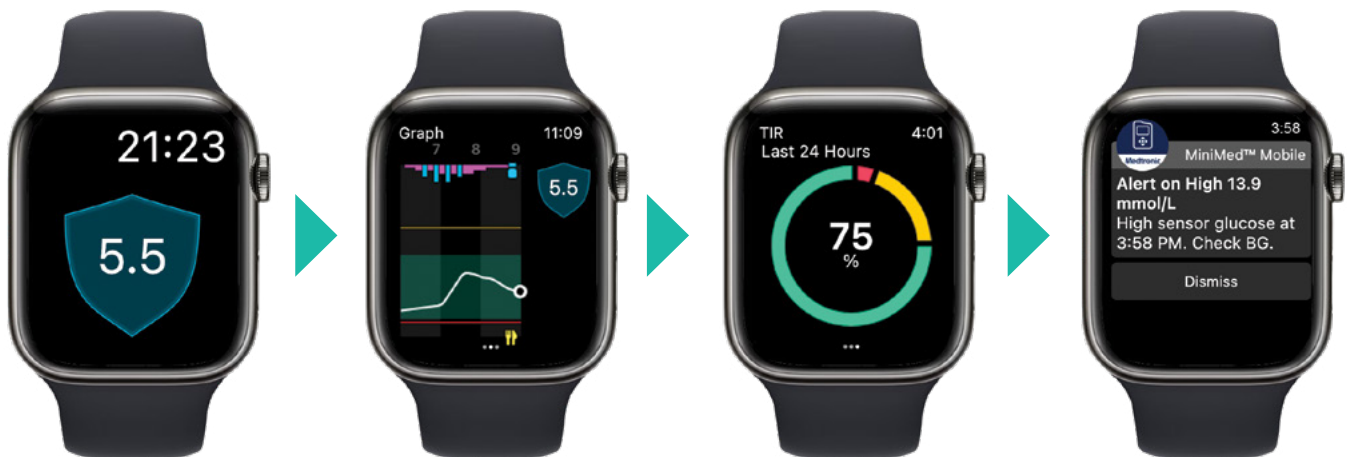 21:23
5.5
Graph
11:09
7 8 9
5.5
TIR
4:01
Last 24 Hours
75
%
3:58
Medtronic
MiniMed™ Mobile
Alert on High 13.9
mmol/L
High sensor glucose at
3:58 PM. Check BG.
Dismiss